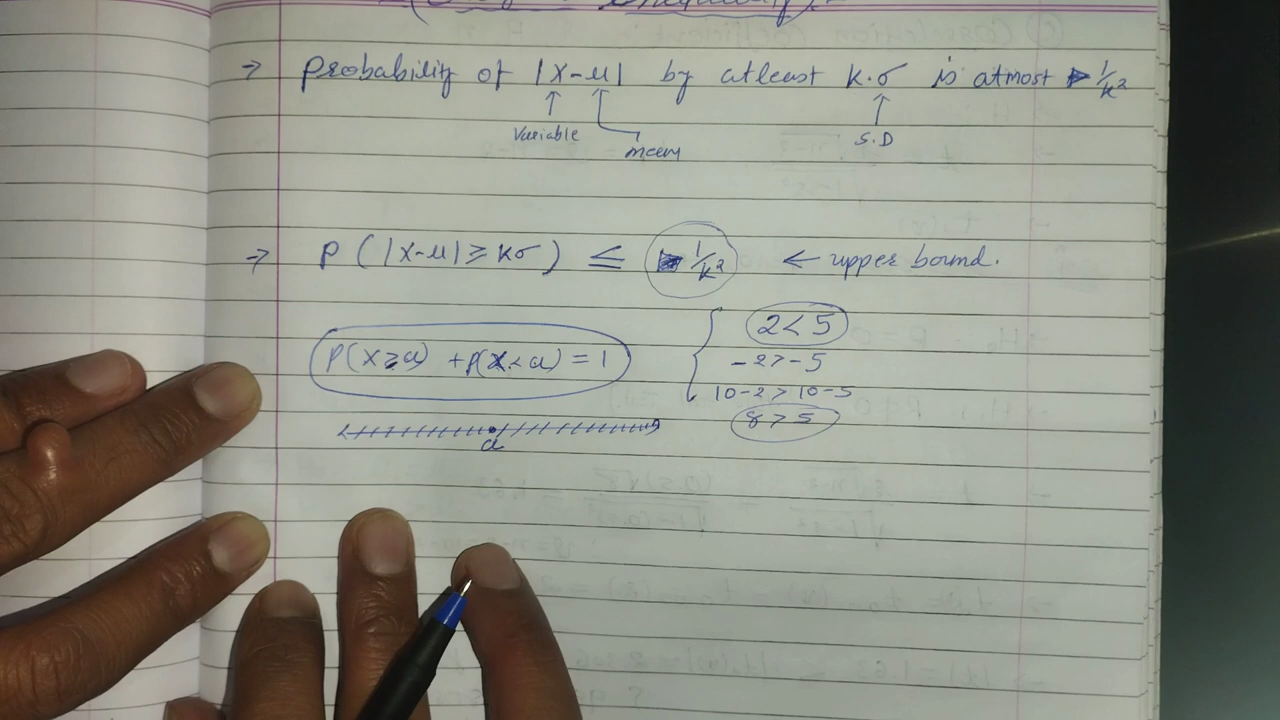 → Probability of |X-μ| by atleast k.σ is atmost 1/k²
Variable
mean
S.D
→ P (|X-μ| ≥ kσ) ≤ 1/k² ← upper bound.
P(X≥a) + P(X<a) = 1
2 < 5
-2 > -5
10-2 > 10-5
8 > 5
a